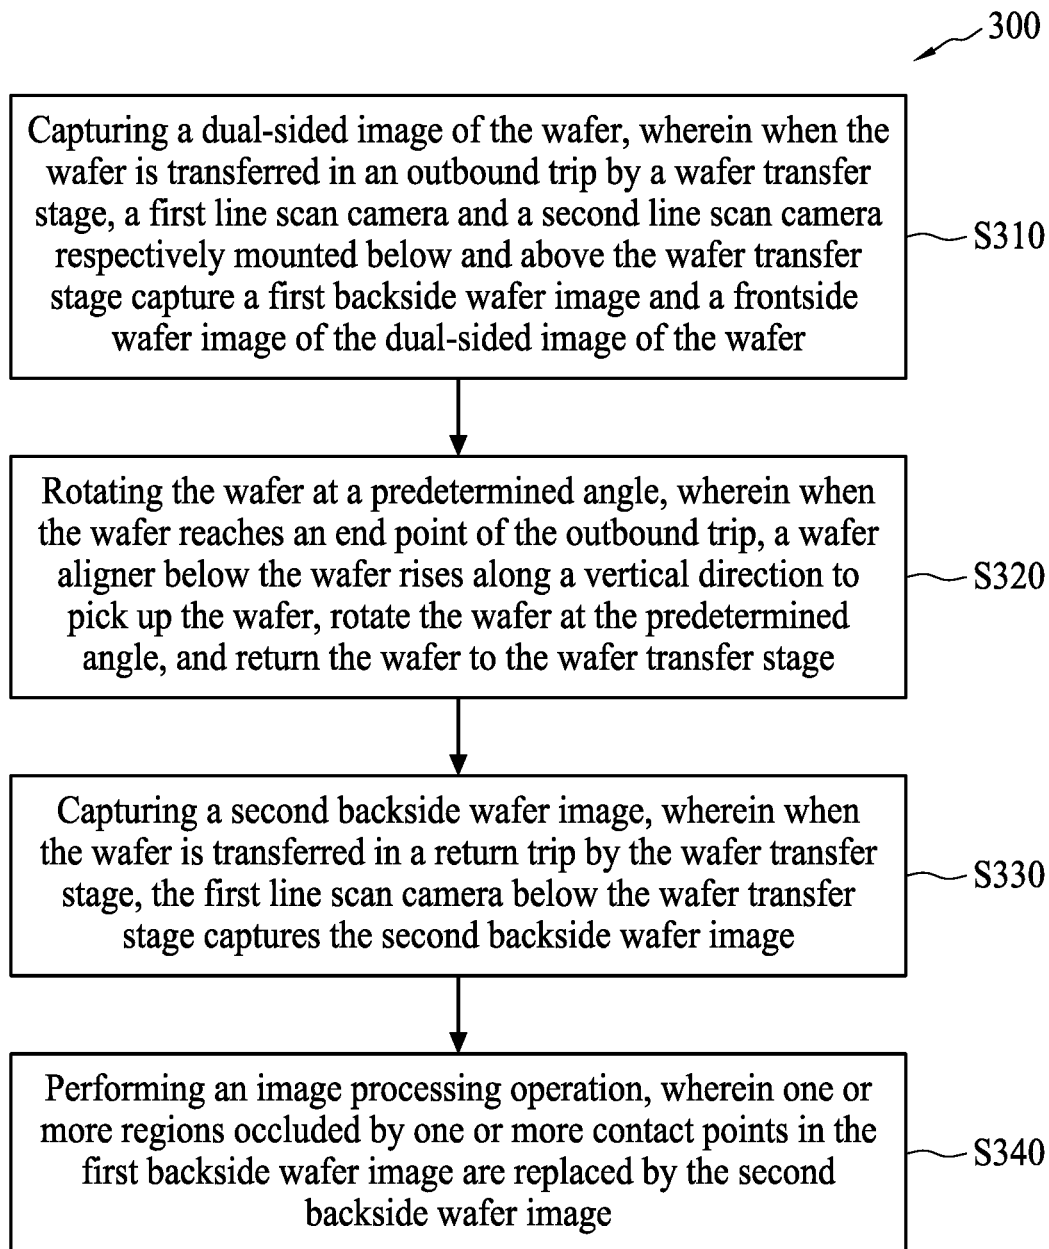 300
Capturing a dual-sided image of the wafer, wherein when the
wafer is transferred in an outbound trip by a wafer transfer
stage, a first line scan camera and a second line scan camera
respectively mounted below and above the wafer transfer
stage capture a first backside wafer image and a frontside
wafer image of the dual-sided image of the wafer
S310
Rotating the wafer at a predetermined angle, wherein when
the wafer reaches an end point of the outbound trip, a wafer
aligner below the wafer rises along a vertical direction to
pick up the wafer, rotate the wafer at the predetermined
angle, and return the wafer to the wafer transfer stage
S320
Capturing a second backside wafer image, wherein when
the wafer is transferred in a return trip by the wafer transfer
stage, the first line scan camera below the wafer transfer
stage captures the second backside wafer image
S330
Performing an image processing operation, wherein one or
more regions occluded by one or more contact points in the
first backside wafer image are replaced by the second
backside wafer image
S340